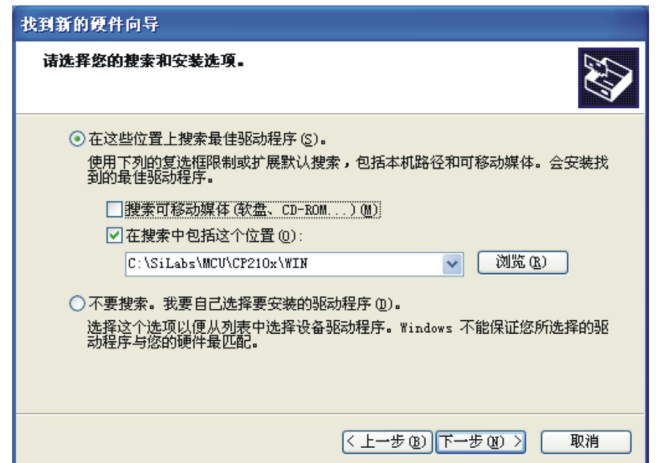 找到新的硬件向导
请选择您的搜索和安装选项。
在这些位置上搜索最佳驱动程序(S)。
使用下列的复选框限制或扩展默认搜索，包括本机路径和可移动媒体。会安装找
到的最佳驱动程序。
搜索可移动媒体(软盘、CD-ROM...)(M)
在搜索中包括这个位置(O):
C:\SiLabs\MCU\CP210x\WIN
浏览(R)
不要搜索。我要自己选择要安装的驱动程序(D)。
选择这个选项以便从列表中选择设备驱动程序。Windows 不能保证您所选择的驱
动程序与您的硬件最匹配。
< 上一步(B) 下一步(N) > 取消